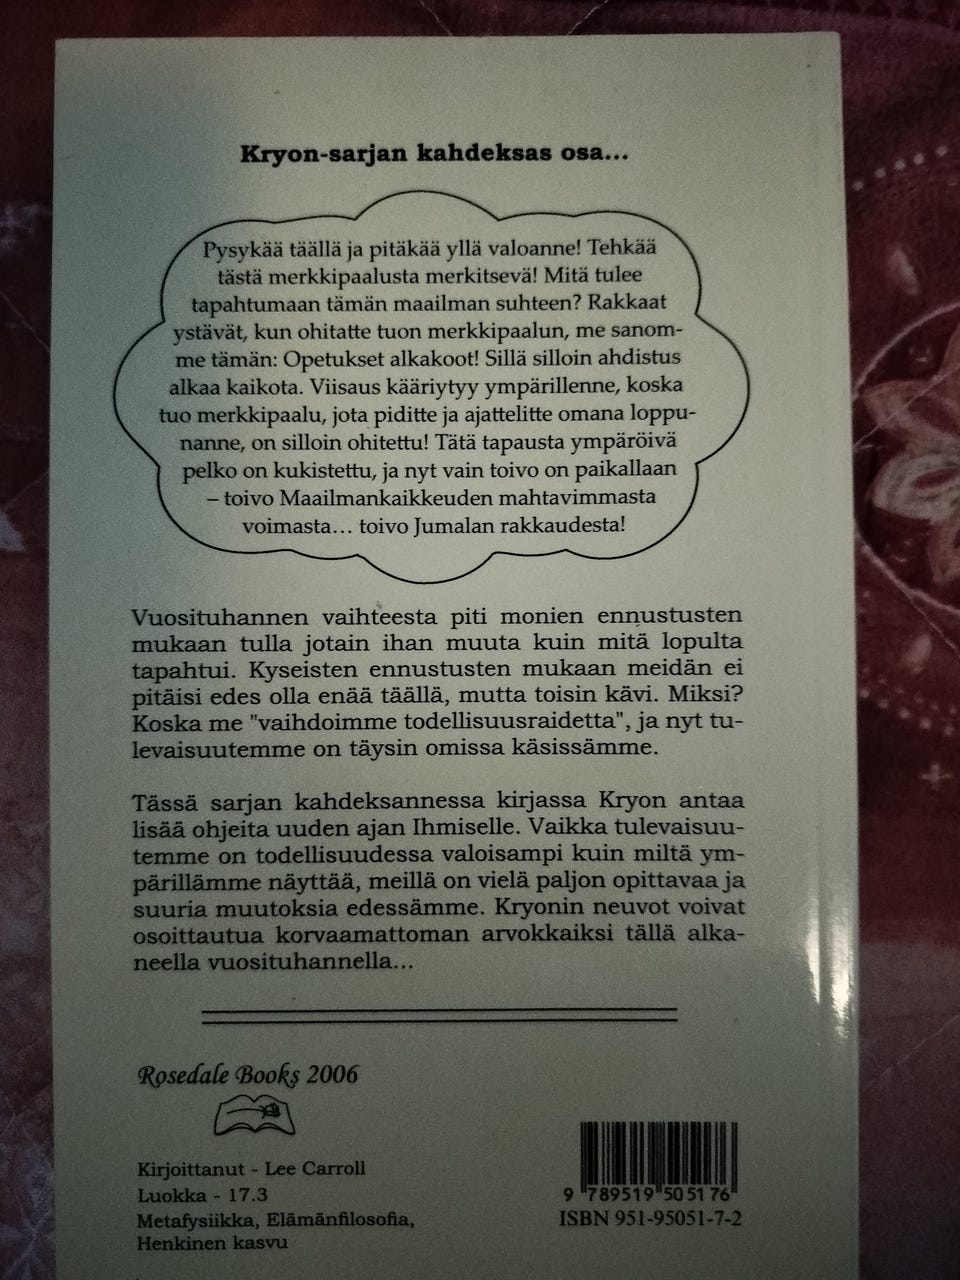 Kryon-sarjan kahdeksas osa...
Pysykää täällä ja pitäkää yllä valoanne! Tehkää
tästä merkkipaalusta merkitsevä! Mitä tulee
tapahtumaan tämän maailman suhteen? Rakkaat
ystävät, kun ohitatte tuon merkkipaalun, me sanom-
me tämän: Opetukset alkakoot! Sillä silloin ahdistus
alkaa kaikota. Viisaus kääriytyy ympärillenne, koska
tuo merkkipaalu, jota piditte ja ajattelitte omana loppu-
nanne, on silloin ohitettu! Tätä tapausta ympäröivä
pelko on kukistettu, ja nyt vain toivo on paikallaan
– toivo Maailmankaikkeuden mahtavimmasta
voimasta... toivo Jumalan rakkaudesta!
Vuosituhannen vaihteesta piti monien ennustusten
mukaan tulla jotain ihan muuta kuin mitä lopulta
tapahtui. Kyseisten ennustusten mukaan meidän ei
pitäisi edes olla enää täällä, mutta toisin kävi. Miksi?
Koska me "vaihdoimme todellisuusraidetta", ja nyt tu-
levaisuutemme on täysin omissa käsissämme.
Tässä sarjan kahdeksannessa kirjassa Kryon antaa
lisää ohjeita uuden ajan Ihmiselle. Vaikka tulevaisuu-
temme on todellisuudessa valoisampi kuin miltä ym-
pärillämme näyttää, meillä on vielä paljon opittavaa ja
suuria muutoksia edessämme. Kryonin neuvot voivat
osoittautua korvaamattoman arvokkaiksi tällä alka-
neella vuosituhannella...
Rosedale Books 2006
Kirjoittanut - Lee Carroll
Luokka - 17.3
Metafysiikka, Elämänfilosofia,
Henkinen kasvu
9 789519 505176
ISBN 951-95051-7-2